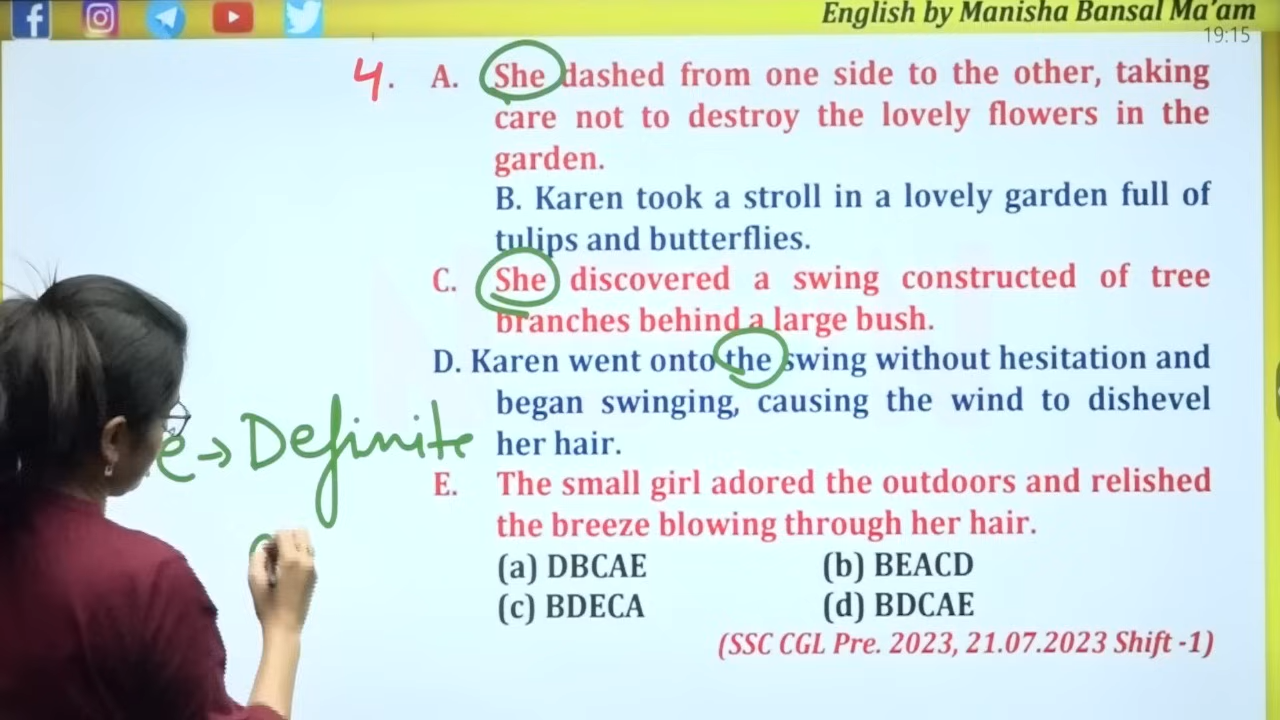 English by Manisha Bansal Ma'am
19:15
4. A. She dashed from one side to the other, taking
care not to destroy the lovely flowers in the
garden.
B. Karen took a stroll in a lovely garden full of
tulips and butterflies.
C. She discovered a swing constructed of tree
branches behind a large bush.
D. Karen went onto the swing without hesitation and
began swinging, causing the wind to dishevel
her hair.
e → Definite
E. The small girl adored the outdoors and relished
the breeze blowing through her hair.
(a) DBCAE (b) BEACD
(c) BDECA (d) BDCAE
(SSC CGL Pre. 2023, 21.07.2023 Shift -1)